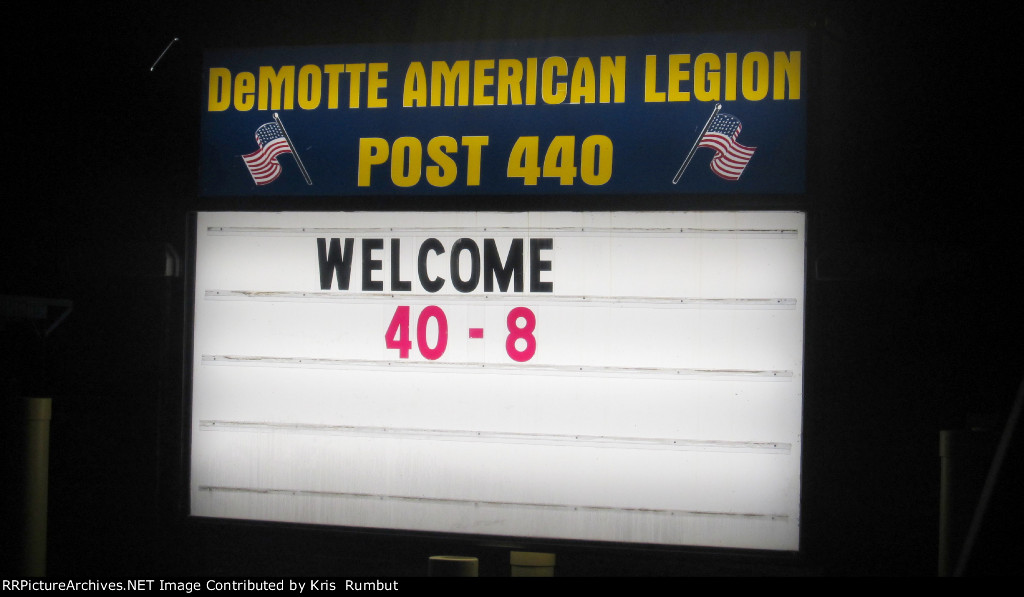 DeMOTTE AMERICAN LEGION
POST 440
WELCOME
40 - 8
RRPictureArchives.NET Image Contributed by Kris Rumbut